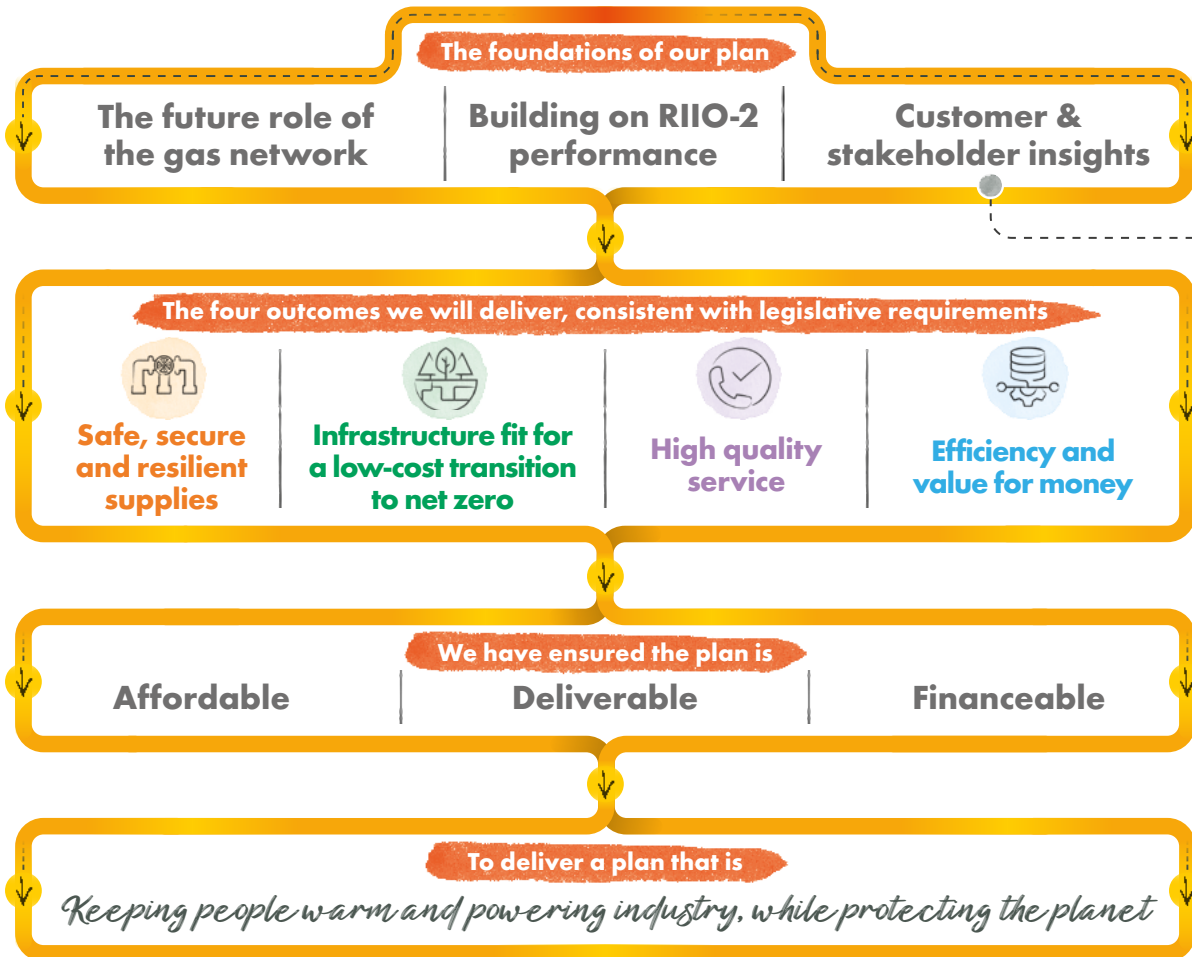 The foundations of our plan
The future role of
the gas network
Building on RIIO-2
performance
Customer &
stakeholder insights
The four outcomes we will deliver, consistent with legislative requirements
Safe, secure
and resilient
supplies
Infrastructure fit for
a low-cost transition
to net zero
High quality
service
Efficiency and
value for money
We have ensured the plan is
Affordable
Deliverable
Financeable
To deliver a plan that is
Keeping people warm and powering industry, while protecting the planet